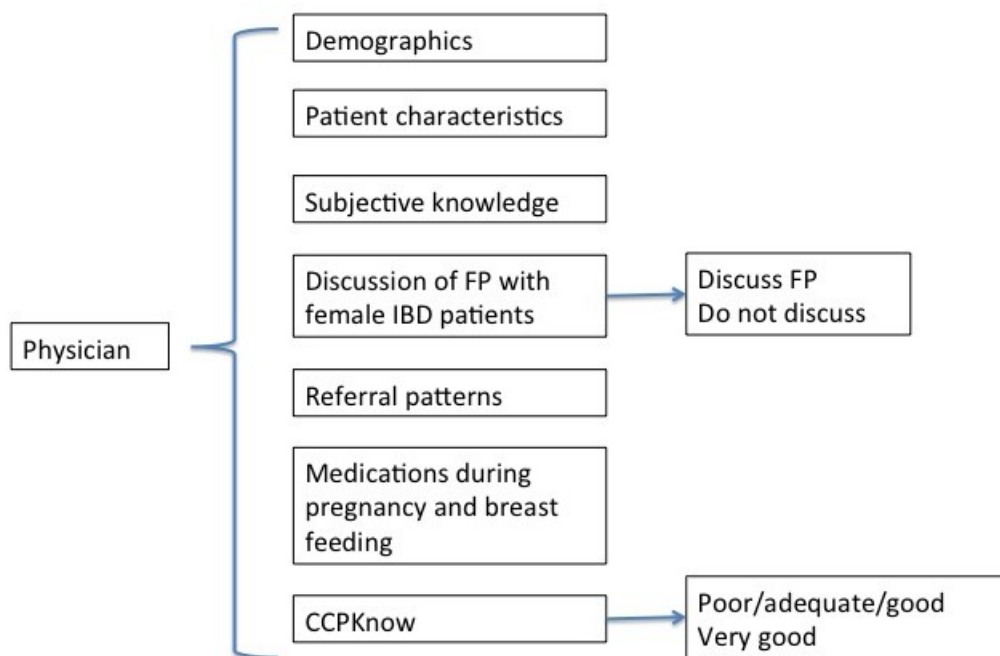 Demographics
Patient characteristics
Subjective knowledge
Discussion of FP with
female IBD patients
Discuss FP
Do not discuss
Physician
Referral patterns
Medications during
pregnancy and breast
feeding
CCPKnow
Poor/adequate/good
Very good